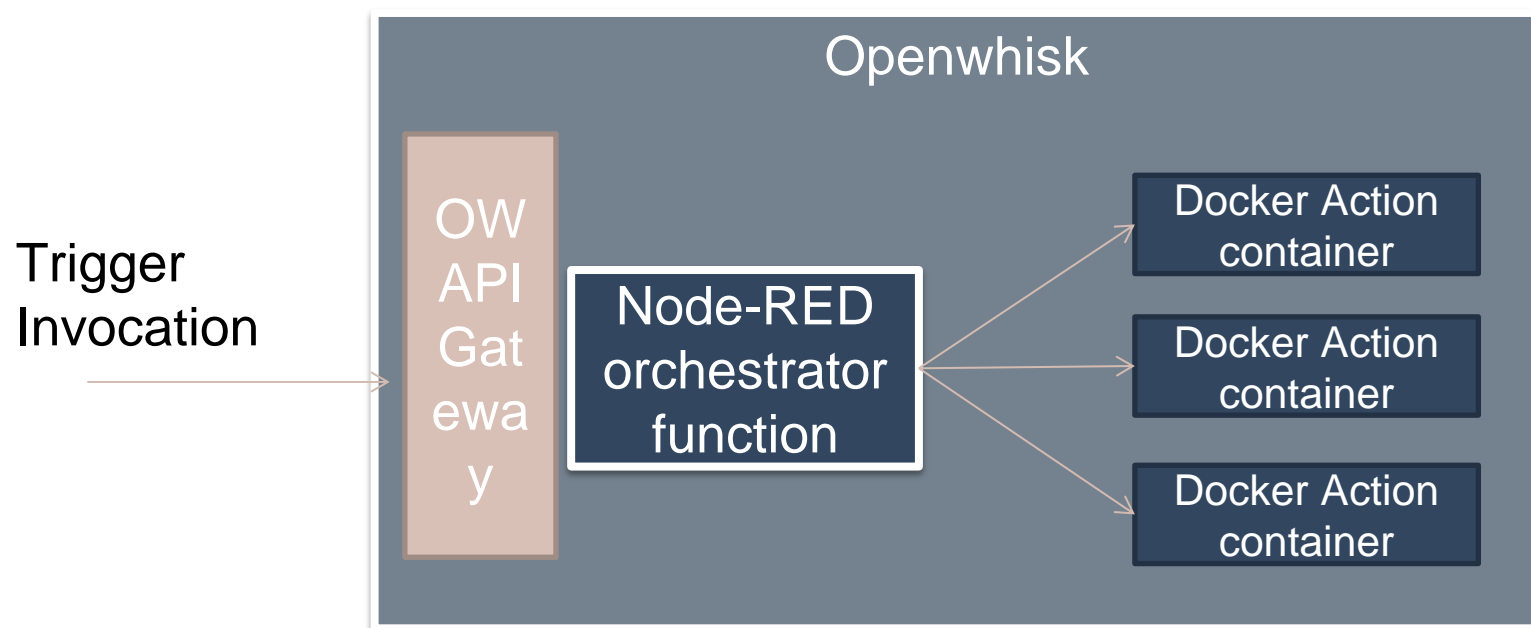 Openwhisk
Trigger
Invocation
OW
API
Gat
ewa
y
Node-RED
orchestrator
function
Docker Action
container
Docker Action
container
Docker Action
container